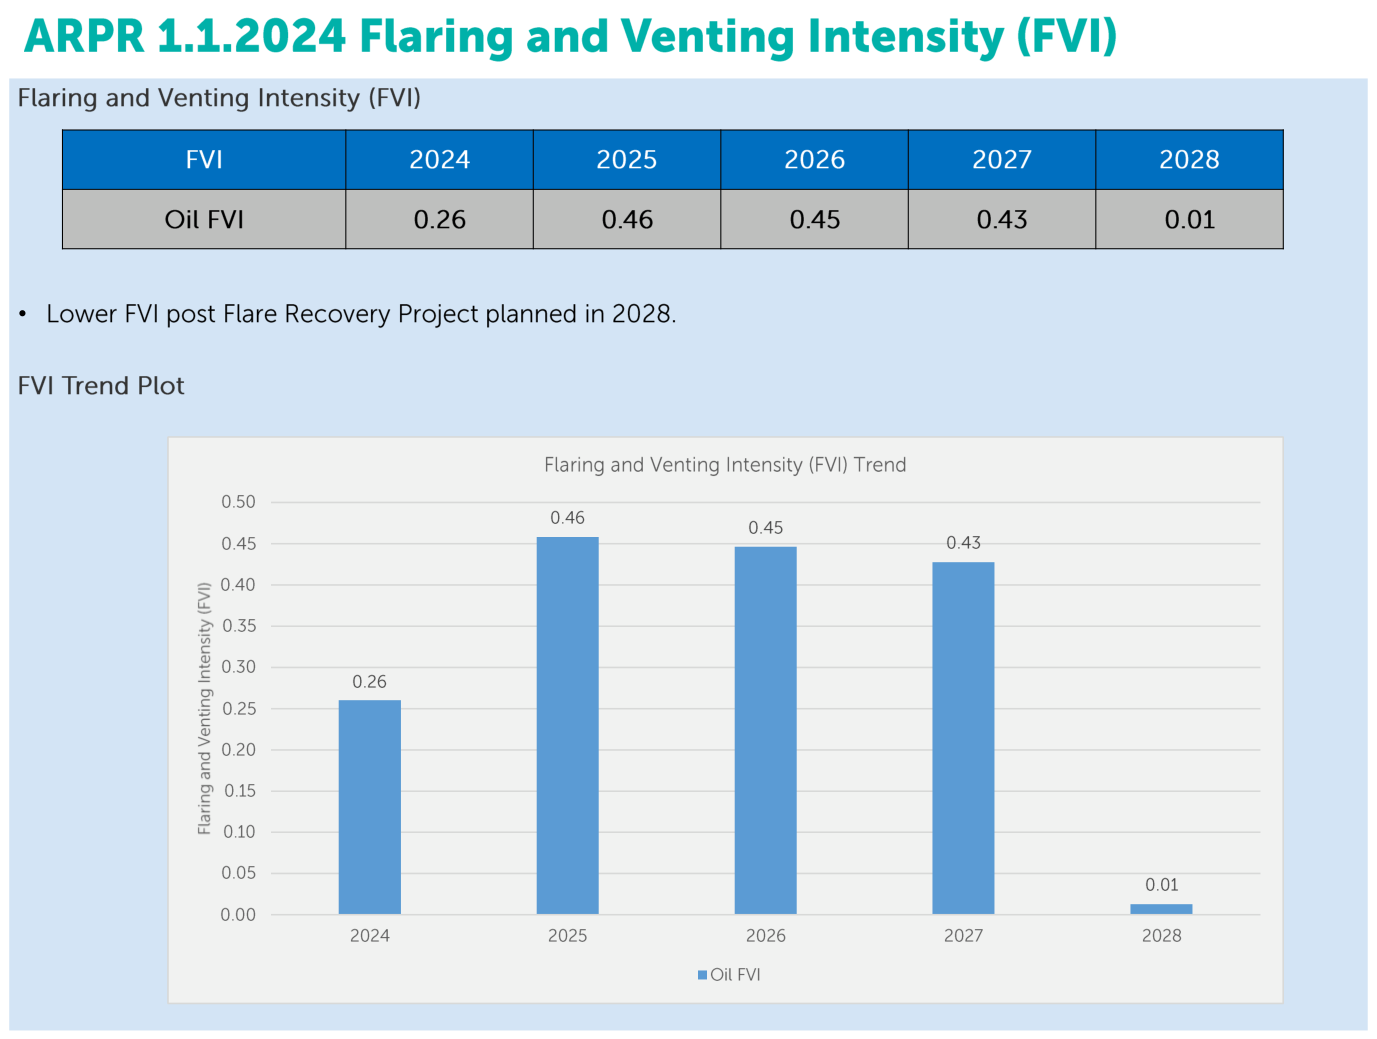 ARPR 1.1.2024 Flaring and Venting Intensity (FVI)
Flaring and Venting Intensity (FVI)
FVI 2024 2025 2026 2027 2028
Oil FVI 0.26 0.46 0.45 0.43 0.01
• Lower FVI post Flare Recovery Project planned in 2028.
FVI Trend Plot
Flaring and Venting Intensity (FVI) Trend
Flaring and Venting Intensity (FVI)
0.50
0.45
0.40
0.35
0.30
0.25
0.20
0.15
0.10
0.05
0.00
0.26
0.46
0.45
0.43
0.01
2024 2025 2026 2027 2028
Oil FVI